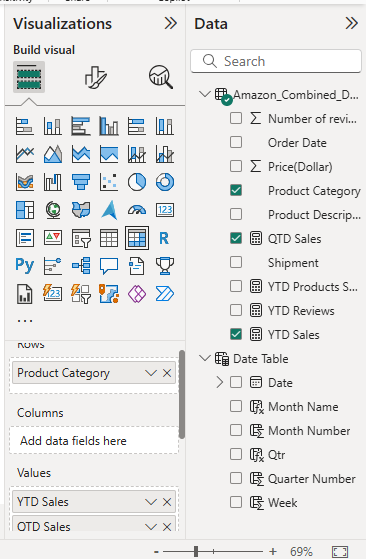 Visualizations
Build visual
123
R
Py
123
...
Rows
Product Category
Columns
Add data fields here
Values
YTD Sales
QTD Sales
Data
Search
Amazon_Combined_D...
Number of revi...
Order Date
Price(Dollar)
Product Category
Product Descrip...
QTD Sales
Shipment
YTD Products S...
YTD Reviews
YTD Sales
Date Table
Date
Month Name
Month Number
Qtr
Quarter Number
Week
- + 69%